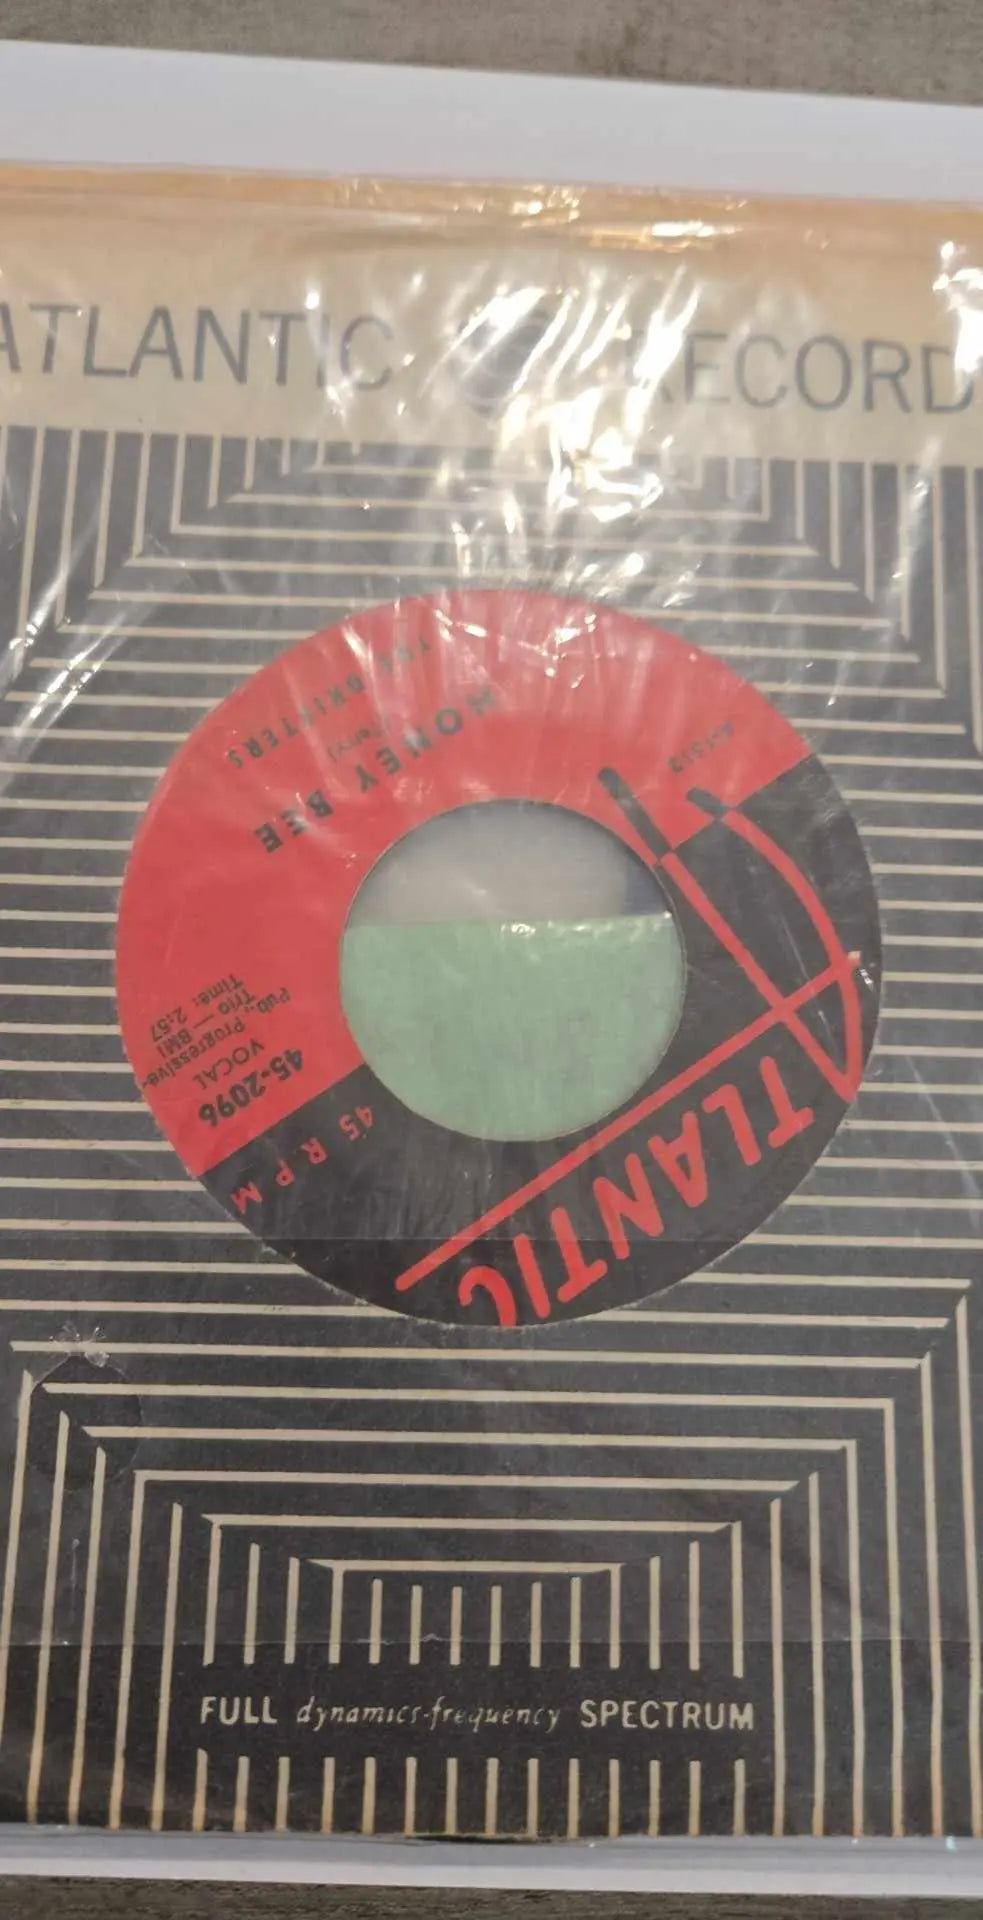 ATLANTIC RECORD
ATLANTIC
45 RPM
45-2096
VOCAL
Pub., Progressive-
Trio — BMI
Time: 2:57
HONEY BEE
THE DRIFTERS
FULL dynamics-frequency SPECTRUM